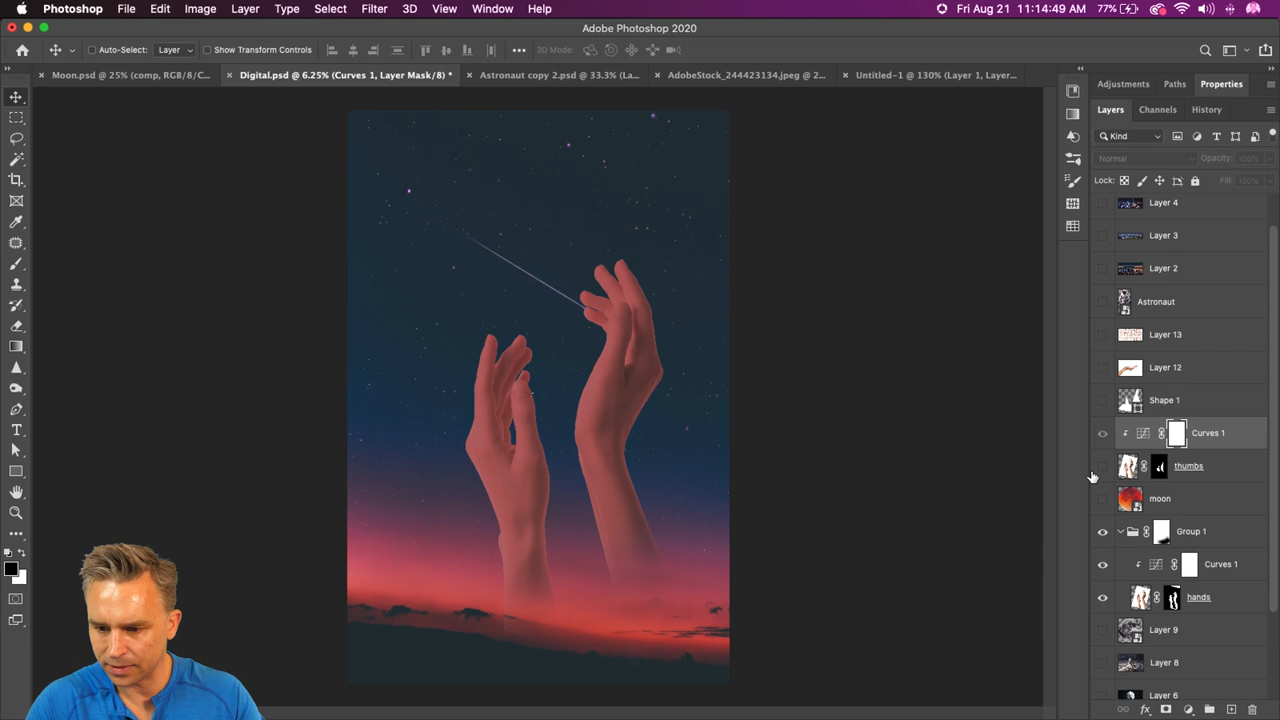 Photoshop File Edit Image Layer Type Select Filter 3D View Window Help Fri Aug 21 11:14:49 77%
Adobe Photoshop 2020
Auto-Select: Layer Show Transform Controls 3D Mode:
Moon.psd @ 25% (comp, RGB/8/C... Digital.psd @ 6.25% (Curves 1, Layer Mask/8) * Astronaut copy 2.psd @ 33.3% (La... AdobeStock_244423134.jpeg @ 2... Untitled-1 @ 130% (Layer 1, Layer...
Adjustments Paths Properties
Layers Channels History
Kind
Normal Opacity: 100%
Lock: Fill: 100%
Layer 4
Layer 3
Layer 2
Astronaut
Layer 13
Layer 12
Shape 1
Curves 1
thumbs
moon
Group 1
Curves 1
hands
Layer 9
Layer 8
Layer 6